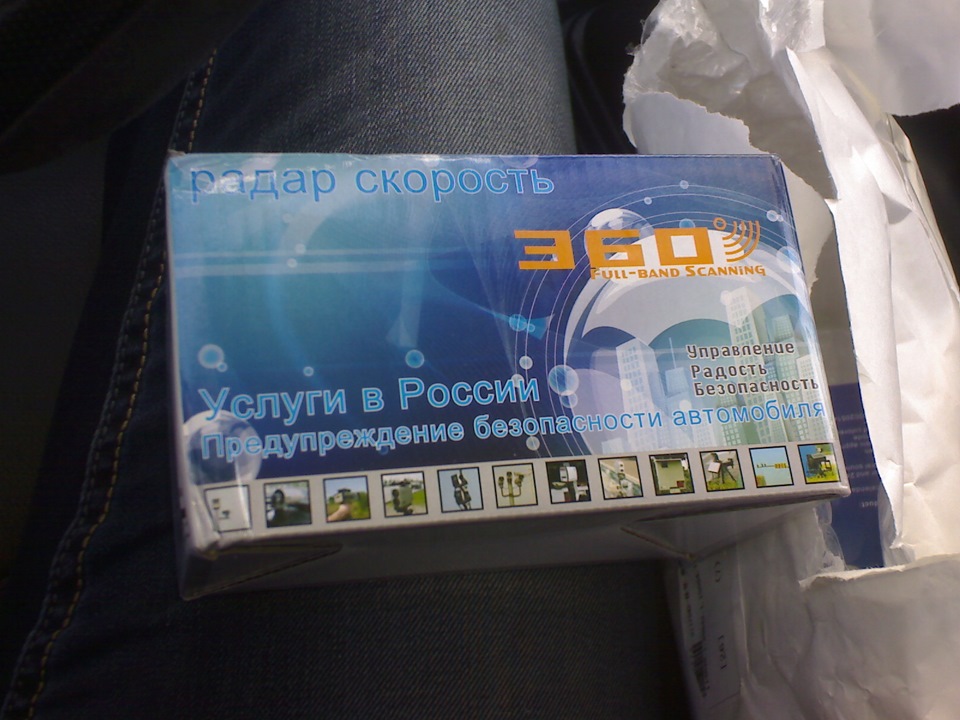 радар скорость
360°
Full-band Scanning
Управление
Радость
Безопасность
Услуги в России
Предупреждение безопасности автомобиля